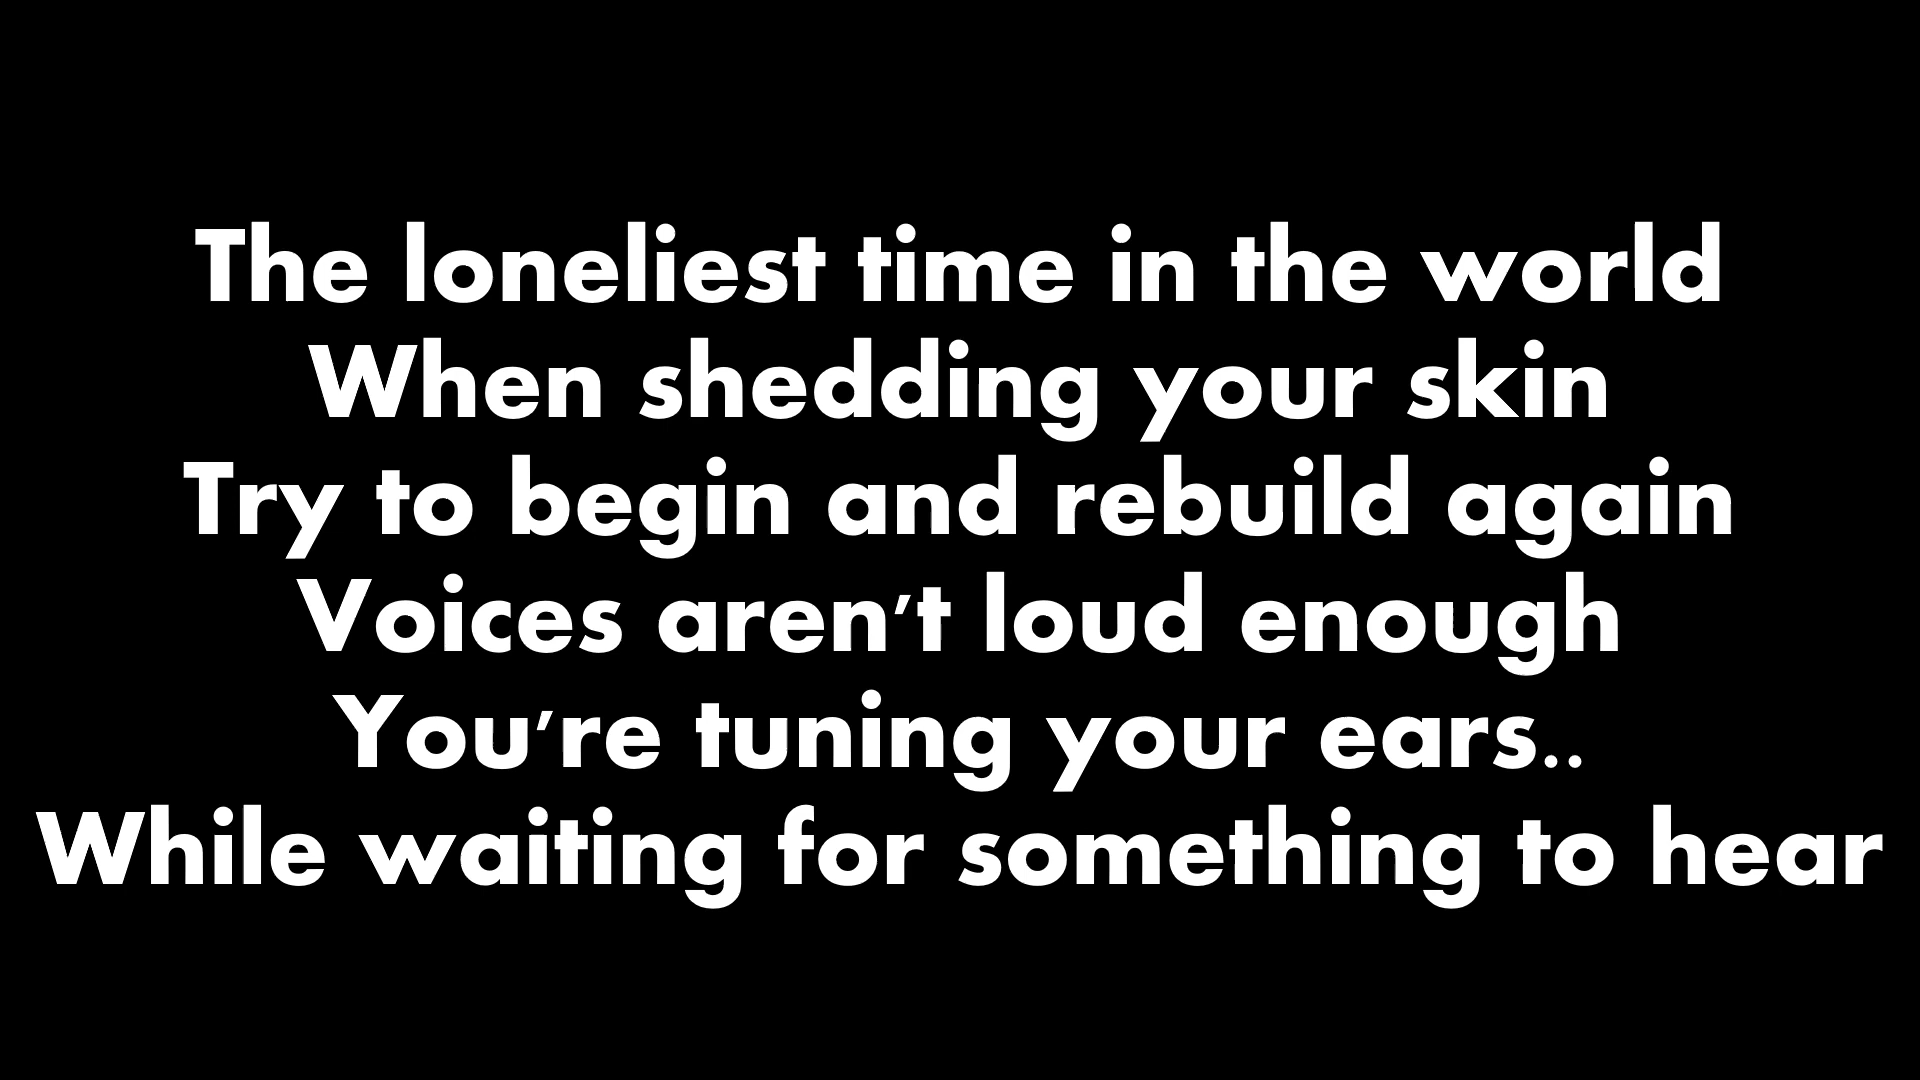 The loneliest time in the world
When shedding your skin
Try to begin and rebuild again
Voices aren't loud enough
You're tuning your ears..
While waiting for something to hear